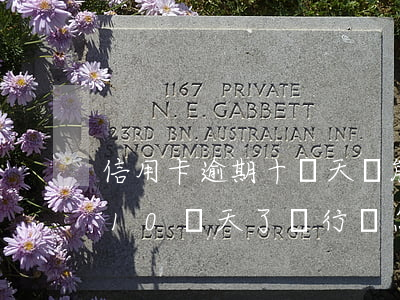 1167 PRIVATE
N. E. GABBETT
23RD BN. AUSTRALIAN INF.
NOVEMBER 1915 AGE 19
信用卡逾期十天
10天了行
LEST WE FORGET